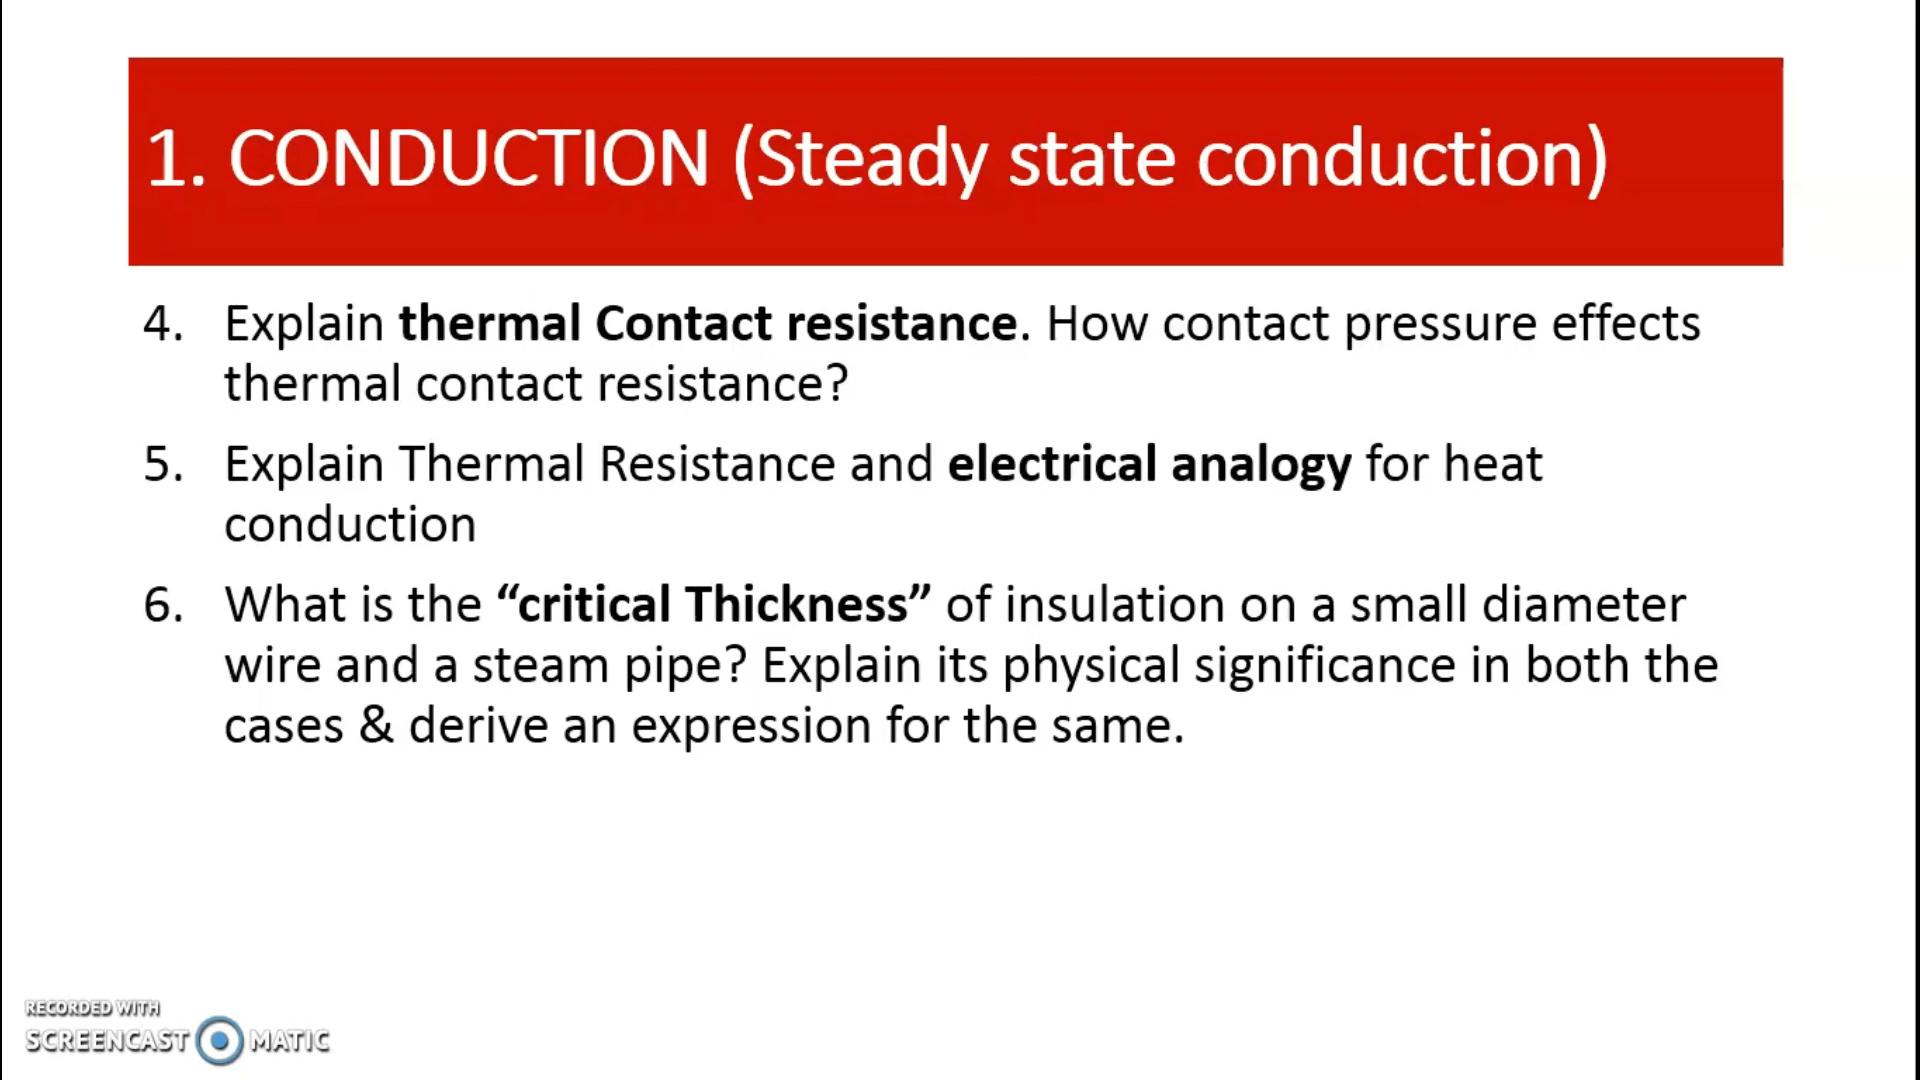 1. CONDUCTION (Steady state conduction)
4. Explain thermal Contact resistance. How contact pressure effects
thermal contact resistance?
5. Explain Thermal Resistance and electrical analogy for heat
conduction
6. What is the “critical Thickness” of insulation on a small diameter
wire and a steam pipe? Explain its physical significance in both the
cases & derive an expression for the same.
RECORDED WITH
SCREENCAST MATIC